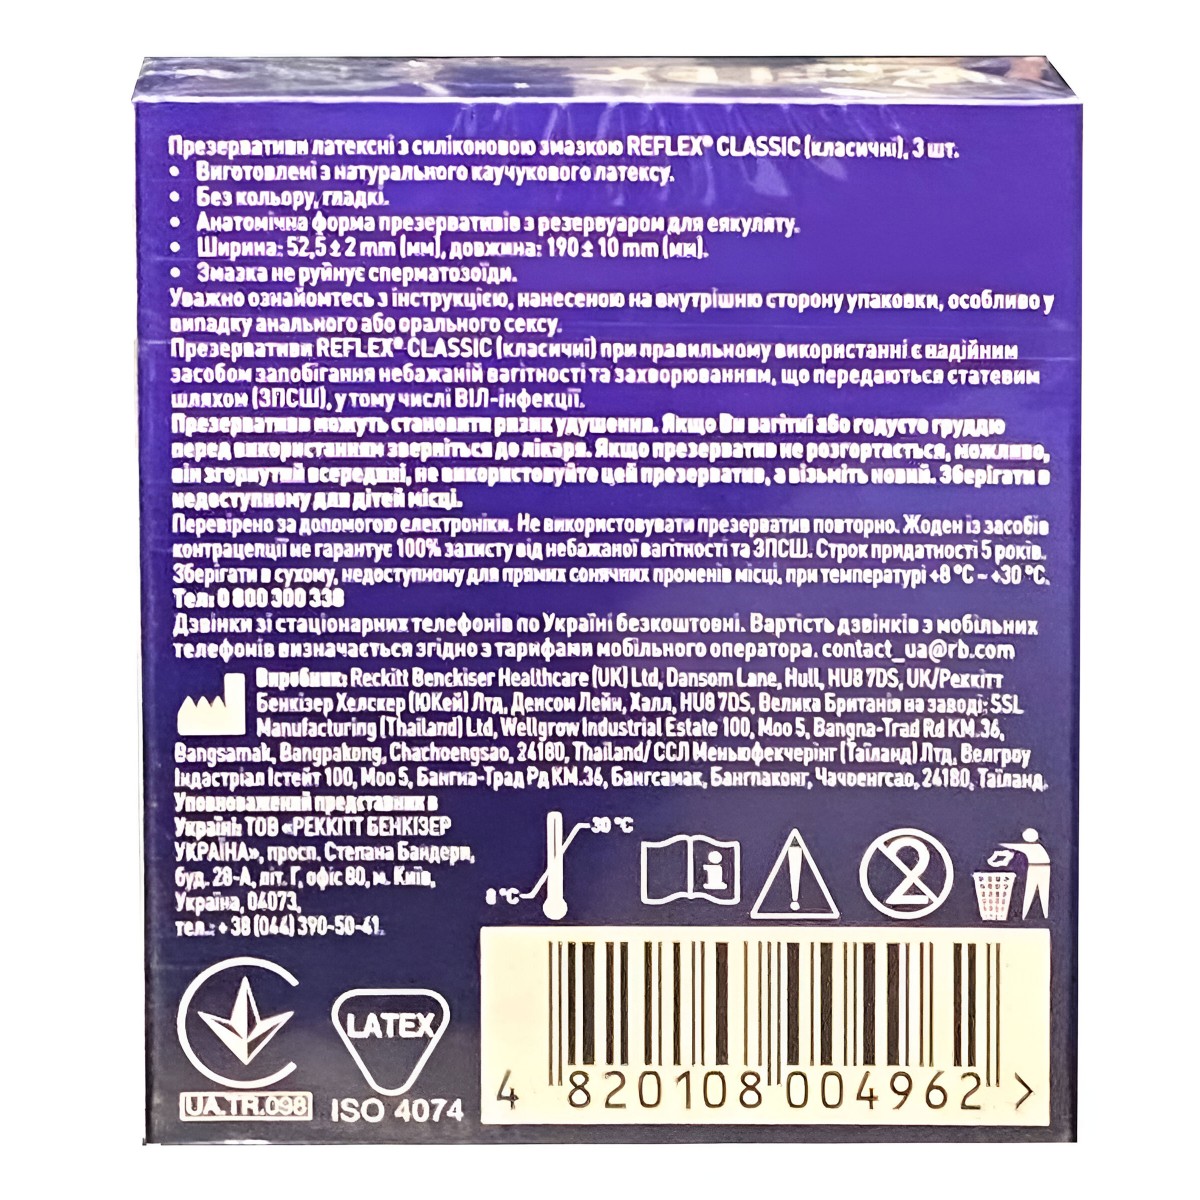 Презервативи латексні з силіконовою змазкою REFLEX® CLASSIC (класичні), 3 шт.
• Виготовлені з натурального каучукового латексу.
• Без кольору, гладкі.
• Анатомічна форма презервативів з резервуаром для еякуляту.
• Ширина: 52,5 ± 2 mm (мм), довжина: 190 ± 10 mm (мм).
• Змазка не руйнує сперматозоїди.
Уважно ознайомтесь з інструкцією, нанесеною на внутрішню сторону упаковки, особливо у
випадку анального або орального сексу.
Презервативи REFLEX® CLASSIC (класичні) при правильному використанні є надійним
засобом запобігання небажаній вагітності та захворюванням, що передаються статевим
шляхом (ЗПСШ), у тому числі ВІЛ-інфекції.
Презервативи можуть становити ризик удушення. Якщо Ви вагітні або годуєте груддю
перед використанням зверніться до лікаря. Якщо презерватив не розгортається, можливо,
він згорнутий всередині, не використовуйте цей презерватив, а візьміть новий. Зберігати в
недоступному для дітей місці.
Перевірено за допомогою електроніки. Не використовувати презерватив повторно. Жоден із засобів
контрацепції не гарантує 100% захисту від небажаної вагітності та ЗПСШ. Строк придатності 5 років.
Зберігати в сухому, недоступному для прямих сонячних променів місці, при температурі +8 °C – +30 °C.
Тел: 0 800 300 338
Дзвінки зі стаціонарних телефонів по Україні безкоштовні. Вартість дзвінків з мобільних
телефонів визначається згідно з тарифами мобільного оператора. contact_ua@rb.com
Виробник: Reckitt Benckiser Healthcare (UK) Ltd, Dansom Lane, Hull, HU8 7DS, UK/Реккітт
Бенкізер Хелскер (ЮКей) Лтд, Денсом Лейн, Халл, HU8 7DS, Велика Британія на заводі: SSL
Manufacturing (Thailand) Ltd, Wellgrow Industrial Estate 100, Moo 5, Bangna-Trad Rd KM.36,
Bangsamak, Bangpakong, Chachoengsao, 24180, Thailand/ ССЛ Меньюфекчерінг (Таїланд) Лтд, Велгроу
Індастріал Істейт 100, Моо 5, Бангна-Трад Рд КМ.36, Бангсамак, Бангпаконг, Чачоенгсао, 24180, Таїланд.
Уповноважений представник в
Україні: ТОВ «РЕККІТТ БЕНКІЗЕР
УКРАЇНА», просп. Степана Бандери,
буд. 28-А, літ. Г, офіс 80, м. Київ,
Україна, 04073,
тел.: + 38 (044) 390-50-41.
30 °C
8 °C
2
LATEX
UA.TR.098
ISO 4074
4 820108 004962 >